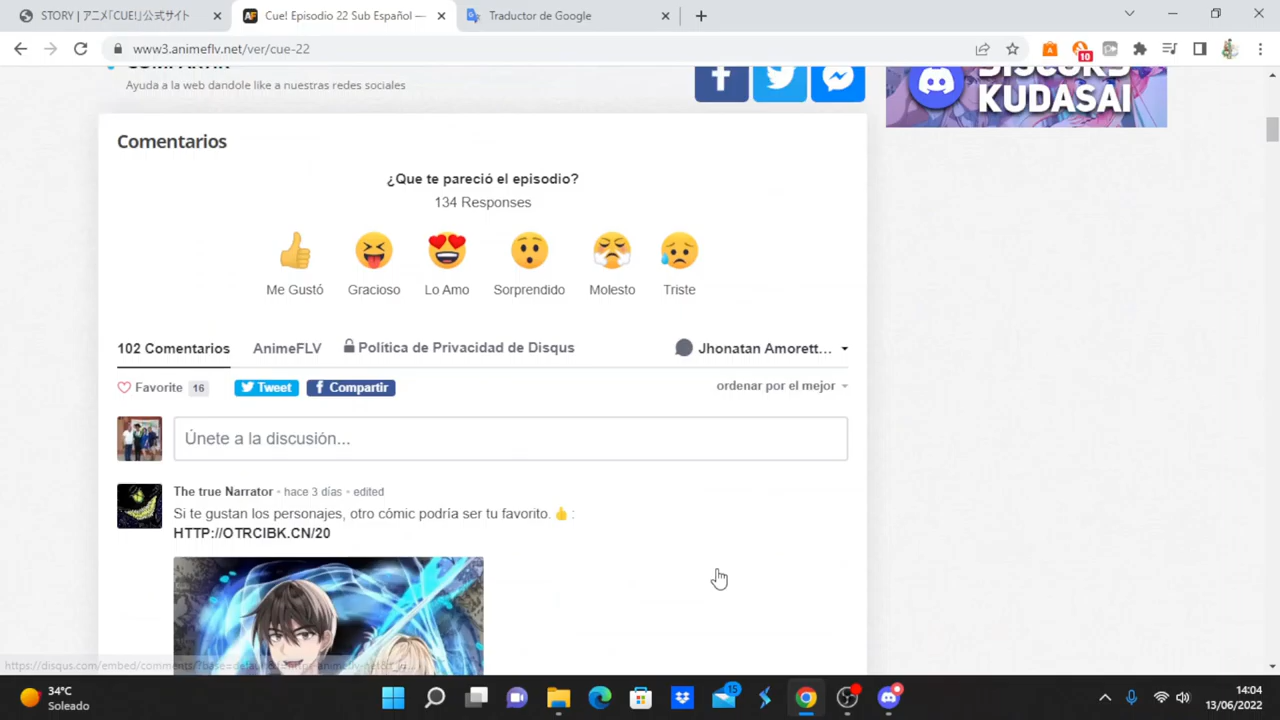 STORY | アニメ「CUE!」公式サイト
Cue! Episodio 22 Sub Español —
Traductor de Google
www3.animeflv.net/ver/cue-22
10
Ayuda a la web dandole like a nuestras redes sociales
KUDASAI
Comentarios
¿Que te pareció el episodio?
134 Responses
Me Gustó
Gracioso
Lo Amo
Sorprendido
Molesto
Triste
102 Comentarios
AnimeFLV
Política de Privacidad de Disqus
Jhonatan Amorett...
Favorite 16
Tweet
Compartir
ordenar por el mejor
Únete a la discusión...
The true Narrator • hace 3 días • edited
Si te gustan los personajes, otro cómic podría ser tu favorito. 👍 :
HTTP://OTRCIBK.CN/20
34°C
Soleado
15
14:04
13/06/2022